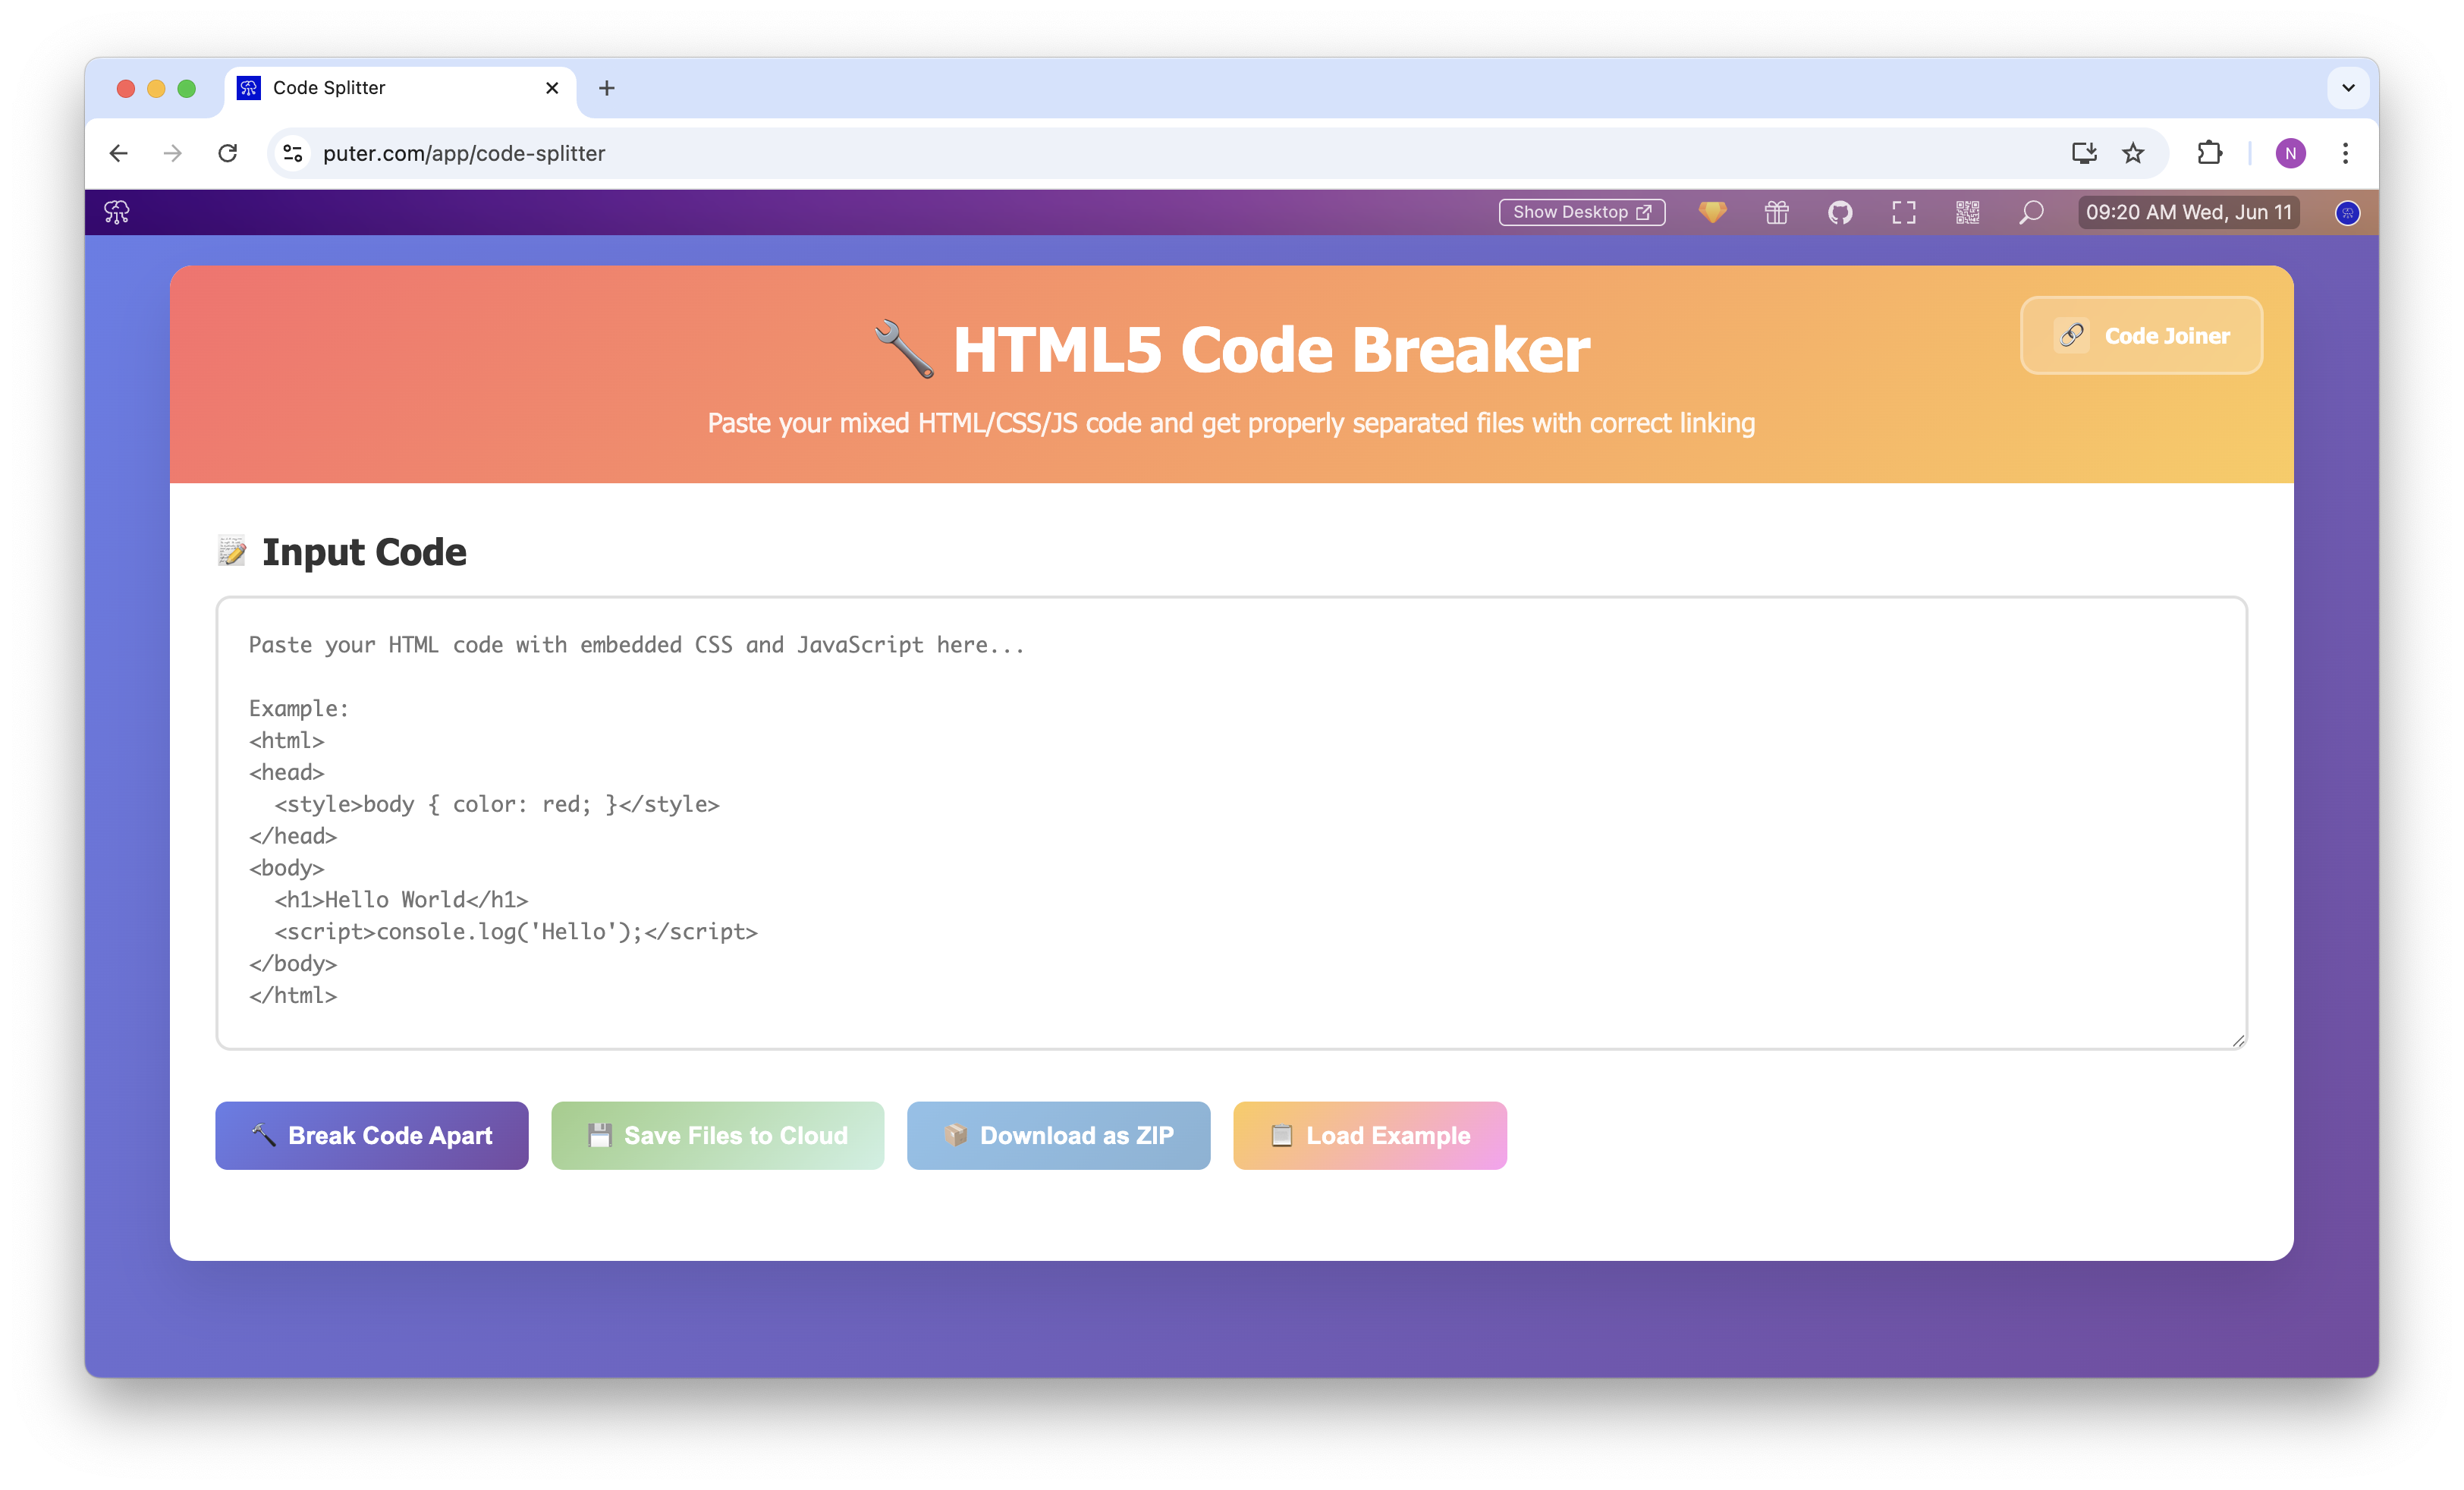 Code Splitter
puter.com/app/code-splitter
N
Show Desktop
09:20 AM Wed, Jun 11
HTML5 Code Breaker
Code Joiner
Paste your mixed HTML/CSS/JS code and get properly separated files with correct linking
Input Code
Paste your HTML code with embedded CSS and JavaScript here...
Example:
<html>
<head>
<style>body { color: red; }</style>
</head>
<body>
<h1>Hello World</h1>
<script>console.log('Hello');</script>
</body>
</html>
Break Code Apart
Save Files to Cloud
Download as ZIP
Load Example